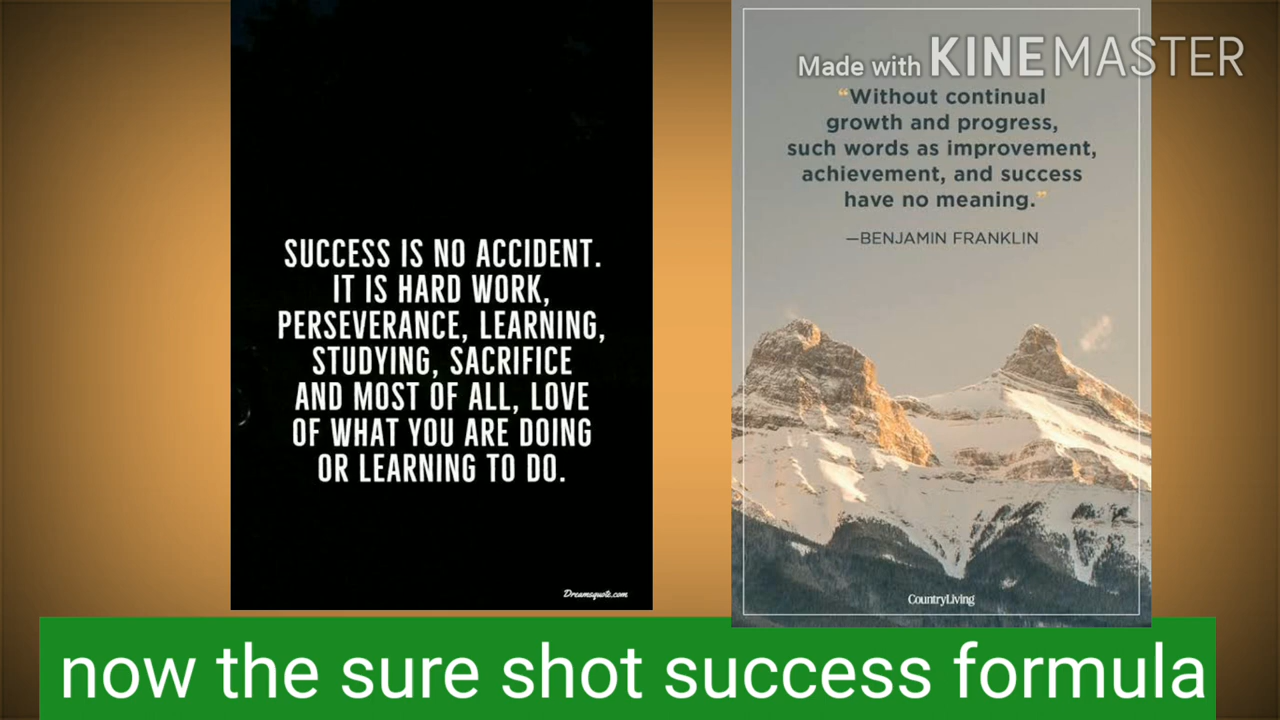 SUCCESS IS NO ACCIDENT.
IT IS HARD WORK,
PERSEVERANCE, LEARNING,
STUDYING, SACRIFICE
AND MOST OF ALL, LOVE
OF WHAT YOU ARE DOING
OR LEARNING TO DO.
Dreamsquote.com
Made with KINEMASTER
“Without continual
growth and progress,
such words as improvement,
achievement, and success
have no meaning.”
—BENJAMIN FRANKLIN
CountryLiving
now the sure shot success formula